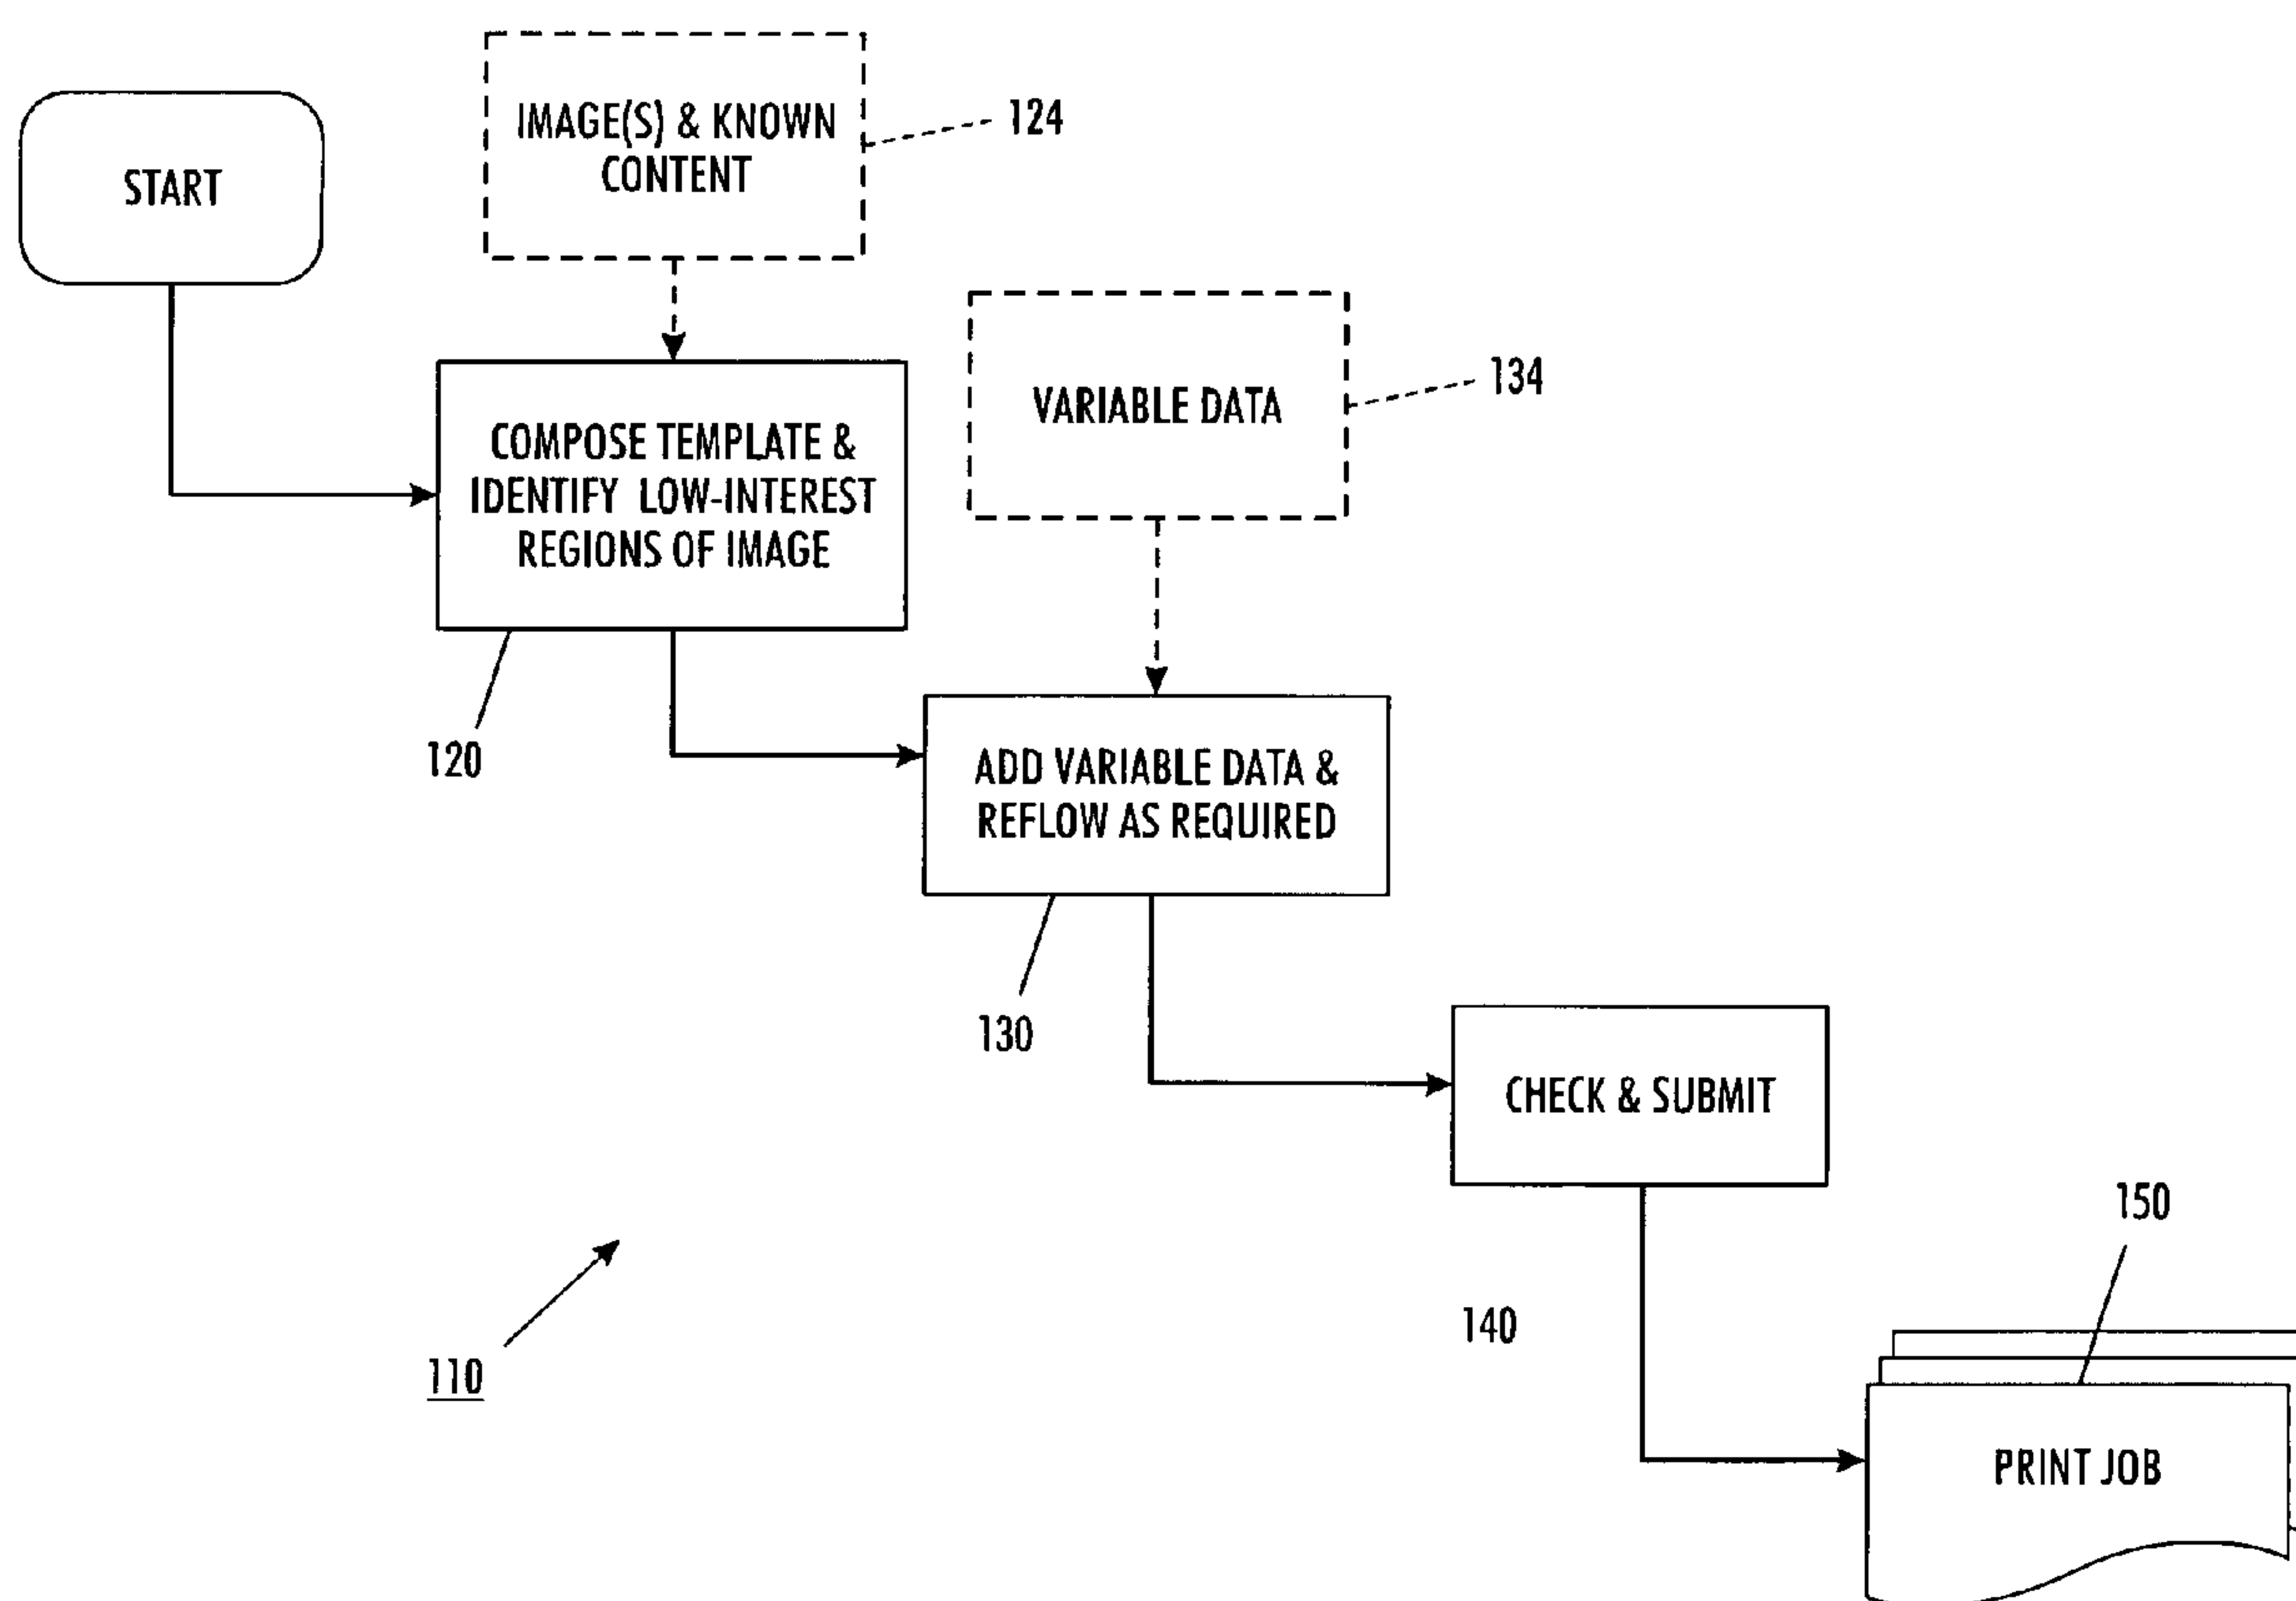 START
IMAGE(S) & KNOWN
CONTENT
124
COMPOSE TEMPLATE &
IDENTIFY LOW-INTEREST
REGIONS OF IMAGE
120
VARIABLE DATA
134
ADD VARIABLE DATA &
REFLOW AS REQUIRED
130
CHECK & SUBMIT
140
150
PRINT JOB
110